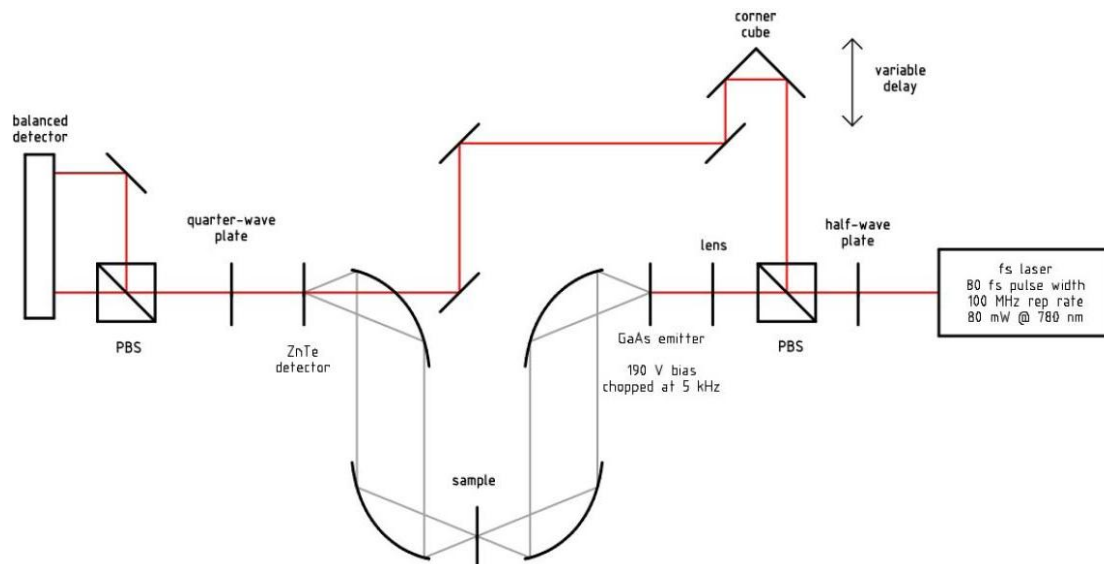 corner
cube
variable
delay
balanced
detector
quarter-wave
plate
lens
half-wave
plate
fs laser
80 fs pulse width
100 MHz rep rate
80 mW @ 780 nm
PBS
ZnTe
detector
GaAs emitter
190 V bias
chopped at 5 kHz
PBS
sample